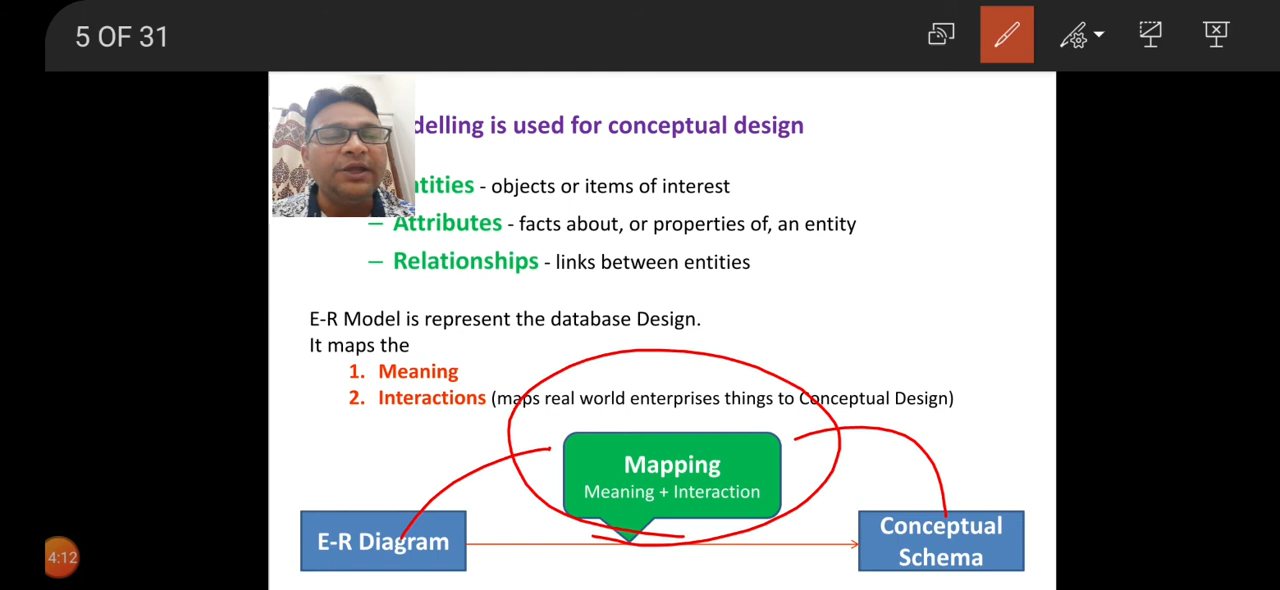 5 OF 31
delling is used for conceptual design
tities - objects or items of interest
– Attributes - facts about, or properties of, an entity
– Relationships - links between entities
E-R Model is represent the database Design.
It maps the
1. Meaning
2. Interactions (maps real world enterprises things to Conceptual Design)
Mapping
Meaning + Interaction
E-R Diagram
Conceptual
Schema
4:12